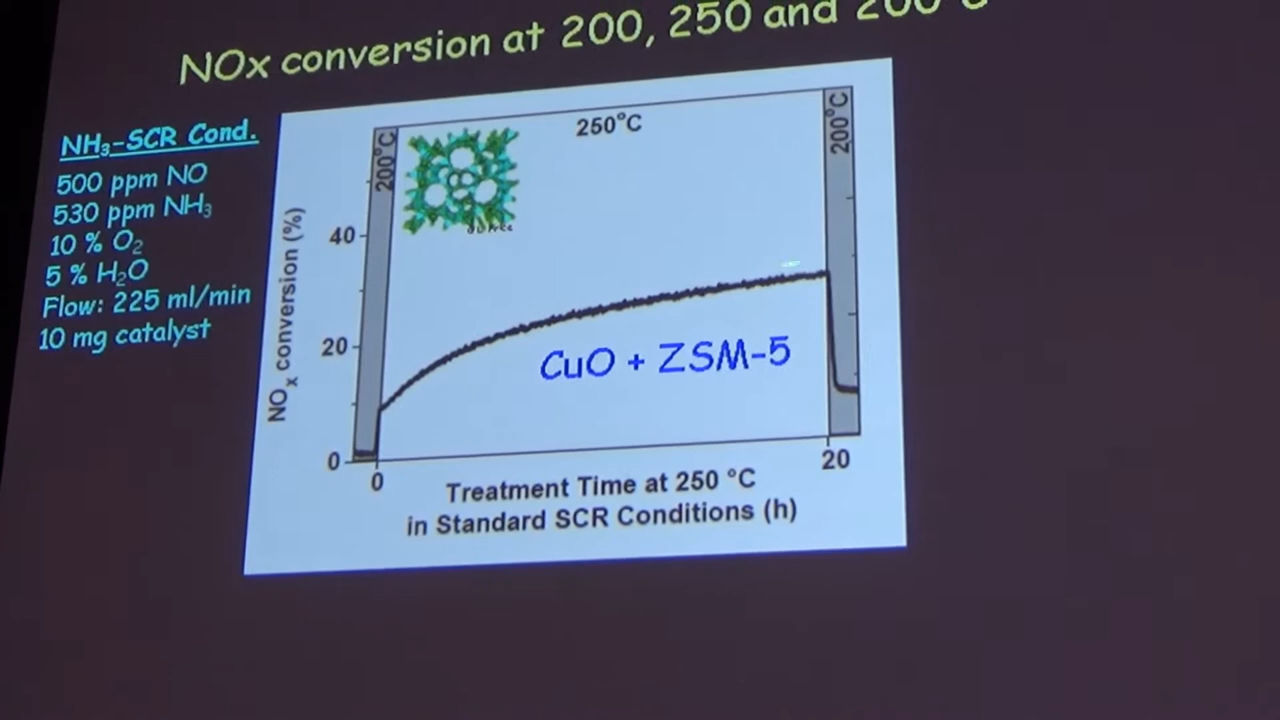 NOx conversion at 200, 250 and 200
NH3-SCR Cond.
500 ppm NO
530 ppm NH3
10 % O2
5 % H2O
Flow: 225 ml/min
10 mg catalyst
200°C
250°C
200°C
NOx conversion (%)
40
20
0
CuO + ZSM-5
0
20
Treatment Time at 250 °C
in Standard SCR Conditions (h)